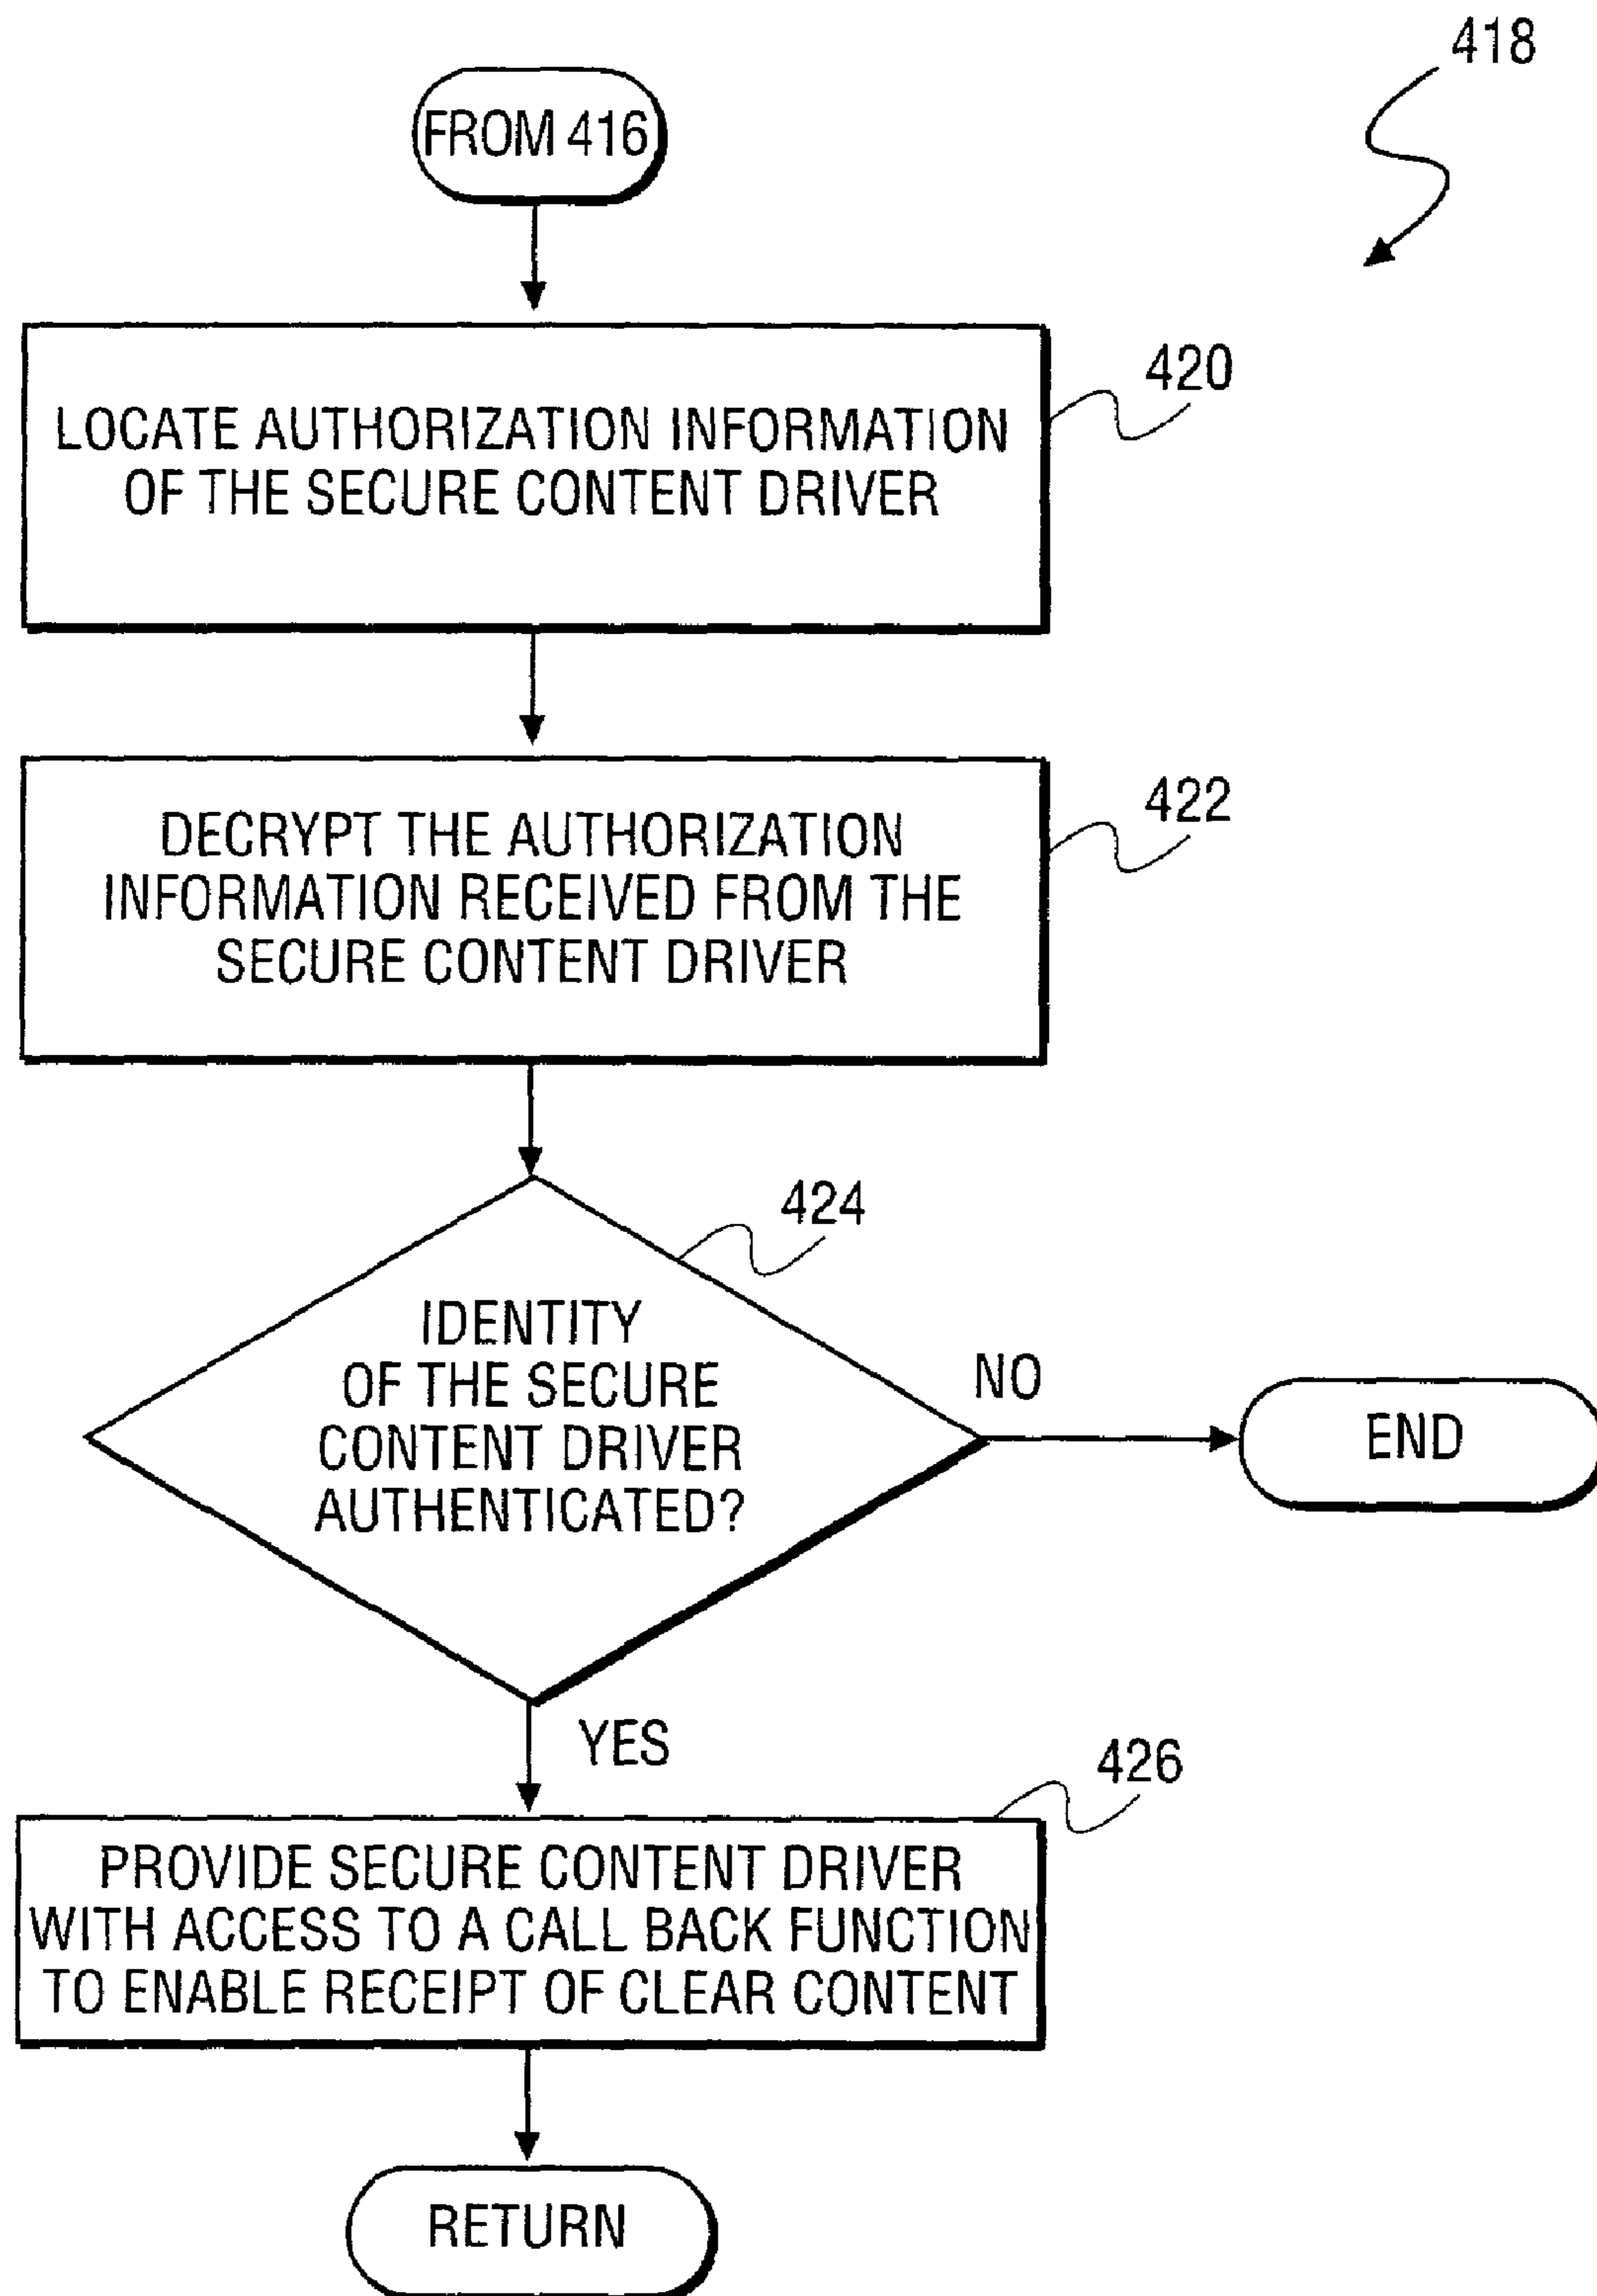 418
FROM 416
420
LOCATE AUTHORIZATION INFORMATION
OF THE SECURE CONTENT DRIVER
422
DECRYPT THE AUTHORIZATION
INFORMATION RECEIVED FROM THE
SECURE CONTENT DRIVER
424
IDENTITY
OF THE SECURE
CONTENT DRIVER
AUTHENTICATED?
NO
END
YES
426
PROVIDE SECURE CONTENT DRIVER
WITH ACCESS TO A CALL BACK FUNCTION
TO ENABLE RECEIPT OF CLEAR CONTENT
RETURN